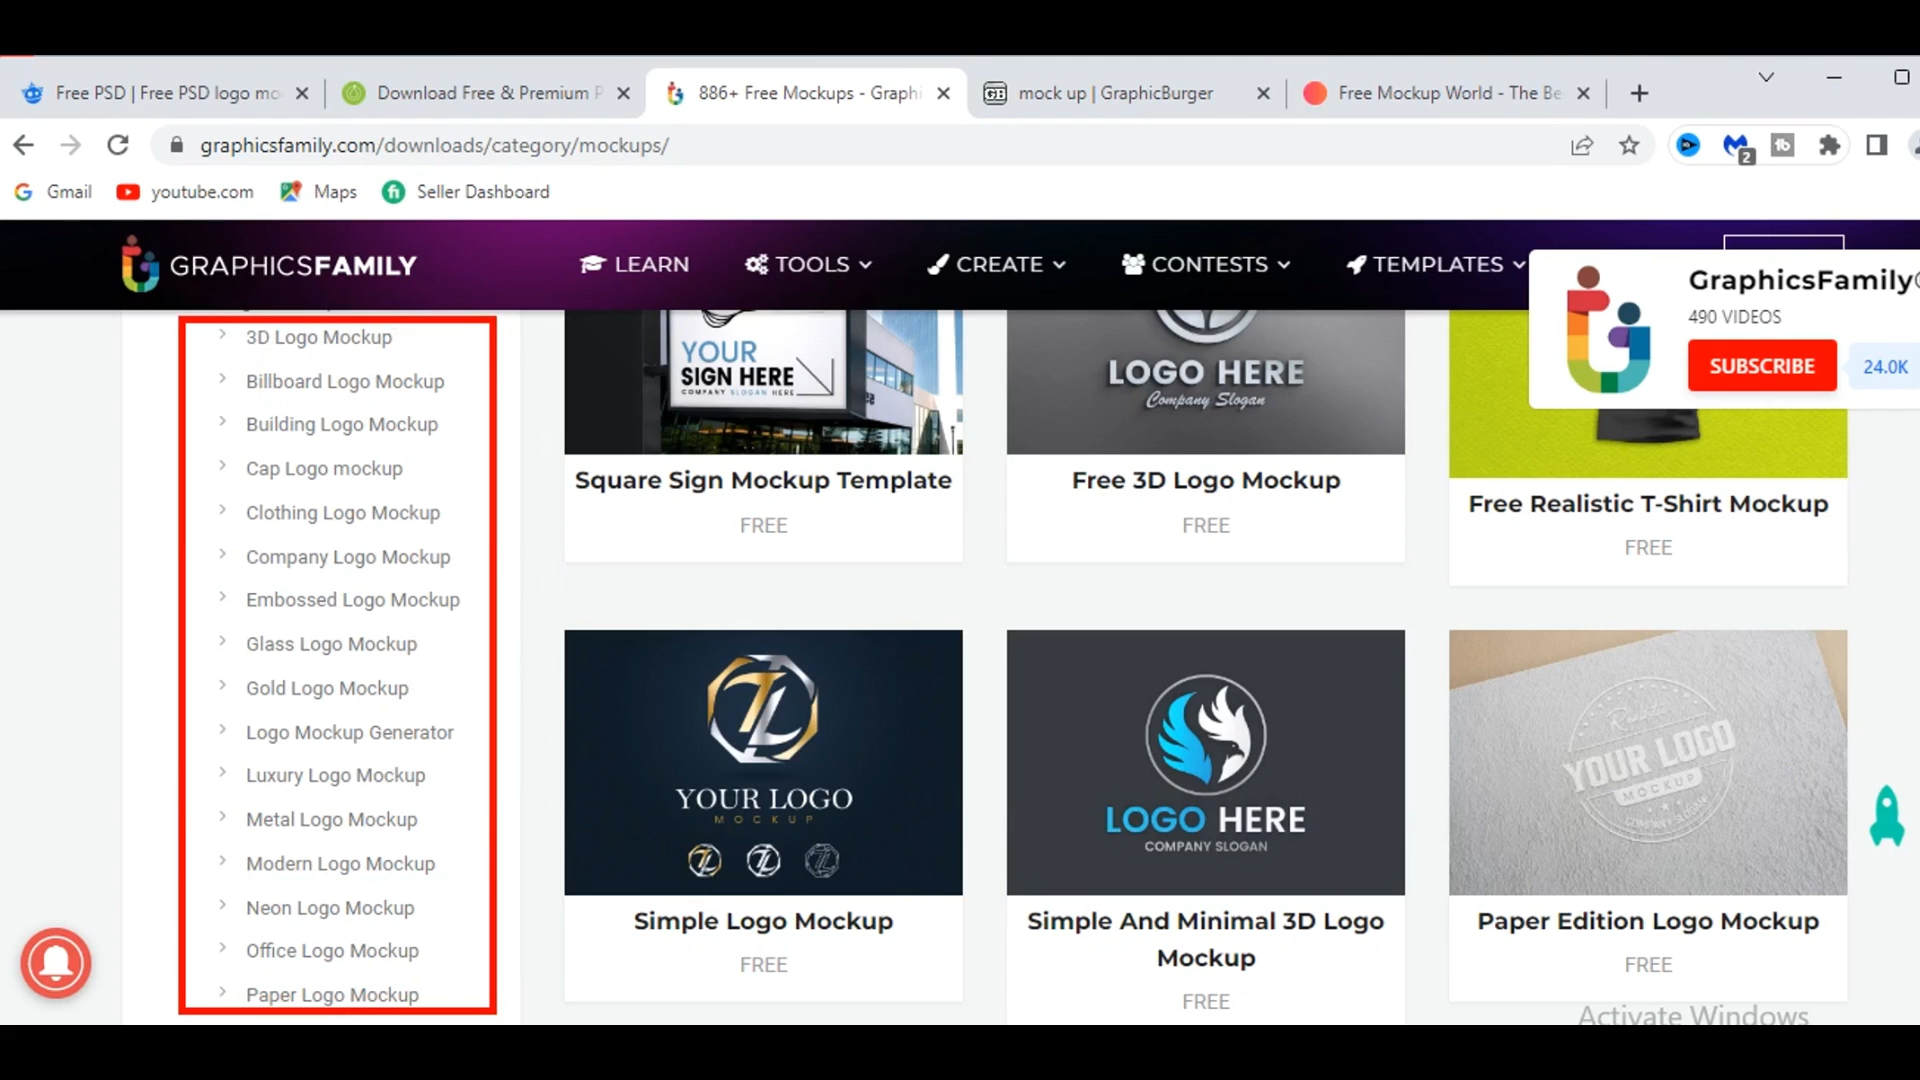 Free PSD | Free PSD logo mo
Download Free & Premium P
886+ Free Mockups - Graphi
mock up | GraphicBurger
Free Mockup World - The Be
graphicsfamily.com/downloads/category/mockups/
2
Gmail
youtube.com
Maps
Seller Dashboard
GRAPHICSFAMILY
LEARN
TOOLS
CREATE
CONTESTS
TEMPLATES
GraphicsFamily
490 VIDEOS
SUBSCRIBE
24.0K
3D Logo Mockup
Billboard Logo Mockup
Building Logo Mockup
Cap Logo mockup
Clothing Logo Mockup
Company Logo Mockup
Embossed Logo Mockup
Glass Logo Mockup
Gold Logo Mockup
Logo Mockup Generator
Luxury Logo Mockup
Metal Logo Mockup
Modern Logo Mockup
Neon Logo Mockup
Office Logo Mockup
Paper Logo Mockup
YOUR
SIGN HERE
COMPANY SLOGAN HERE
Square Sign Mockup Template
FREE
LOGO HERE
Company Slogan
Free 3D Logo Mockup
FREE
Free Realistic T-Shirt Mockup
FREE
YOUR LOGO
MOCKUP
Simple Logo Mockup
FREE
LOGO HERE
COMPANY SLOGAN
Simple And Minimal 3D Logo
Mockup
FREE
YOUR LOGO
MOCKUP
COMPANY SLOGAN
Paper Edition Logo Mockup
FREE
Activate Windows